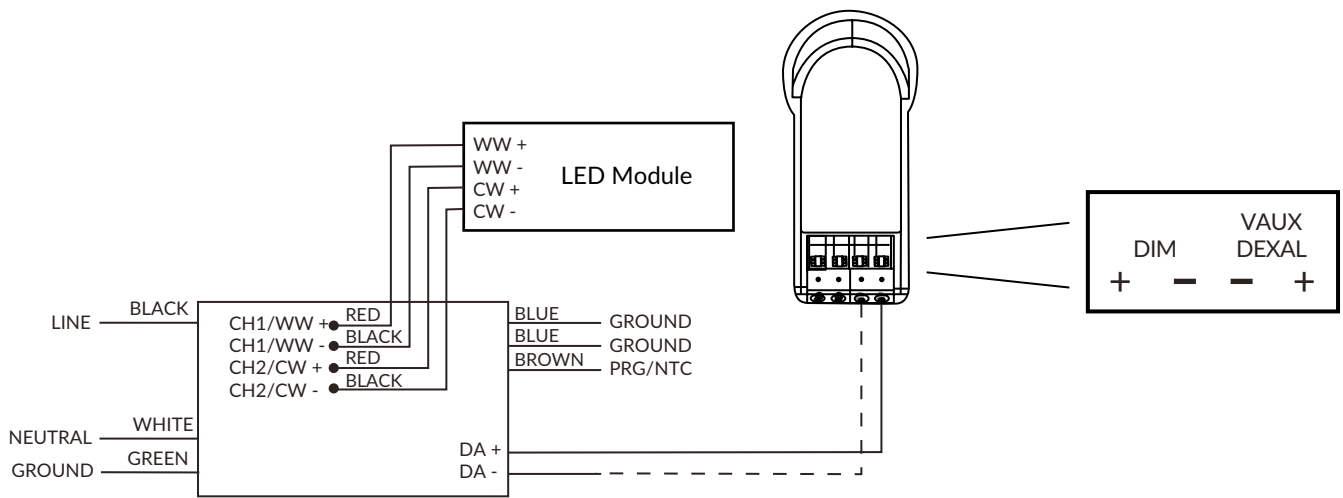 WW +
WW -
CW +
CW -
LED Module
VAUX
DIM DEXAL
+ - - +
LINE
BLACK
CH1/WW +
RED
CH1/WW -
BLACK
CH2/CW +
RED
CH2/CW -
BLACK
BLUE
GROUND
BLUE
GROUND
BROWN
PRG/NTC
NEUTRAL
WHITE
GROUND
GREEN
DA +
DA -